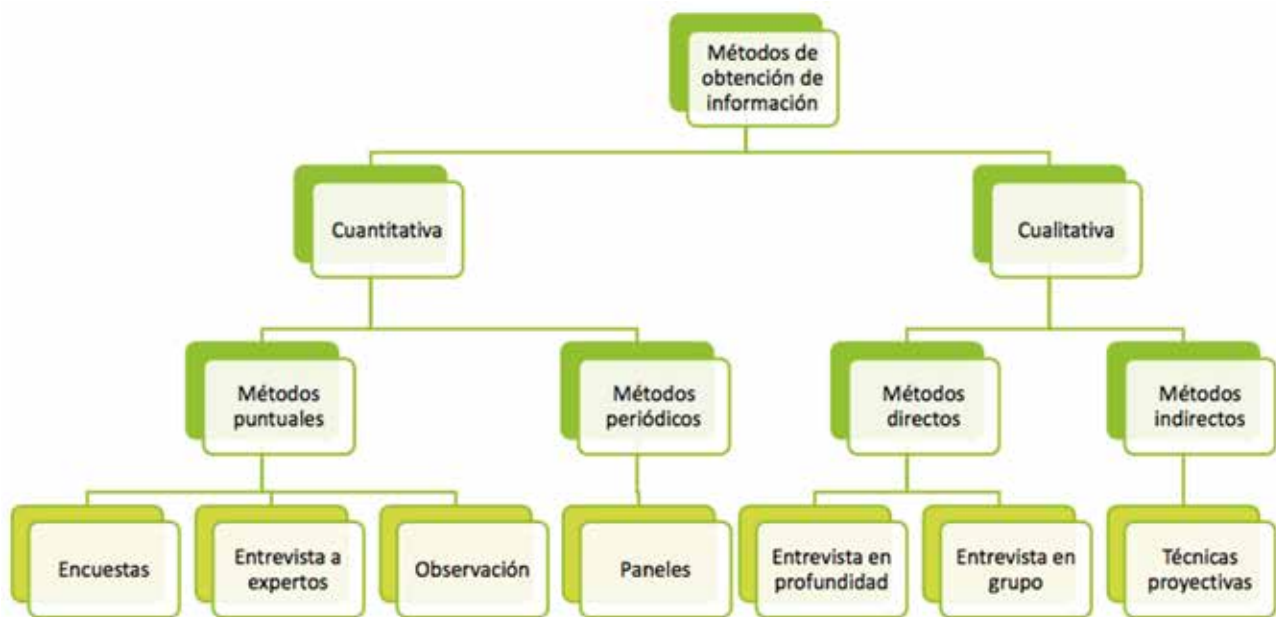 Métodos de
obtención de
información
Cuantitativa
Cualitativa
Métodos
puntuales
Métodos
periódicos
Métodos
directos
Métodos
indirectos
Encuestas
Entrevista a
expertos
Observación
Paneles
Entrevista en
profundidad
Entrevista en
grupo
Técnicas
proyectivas